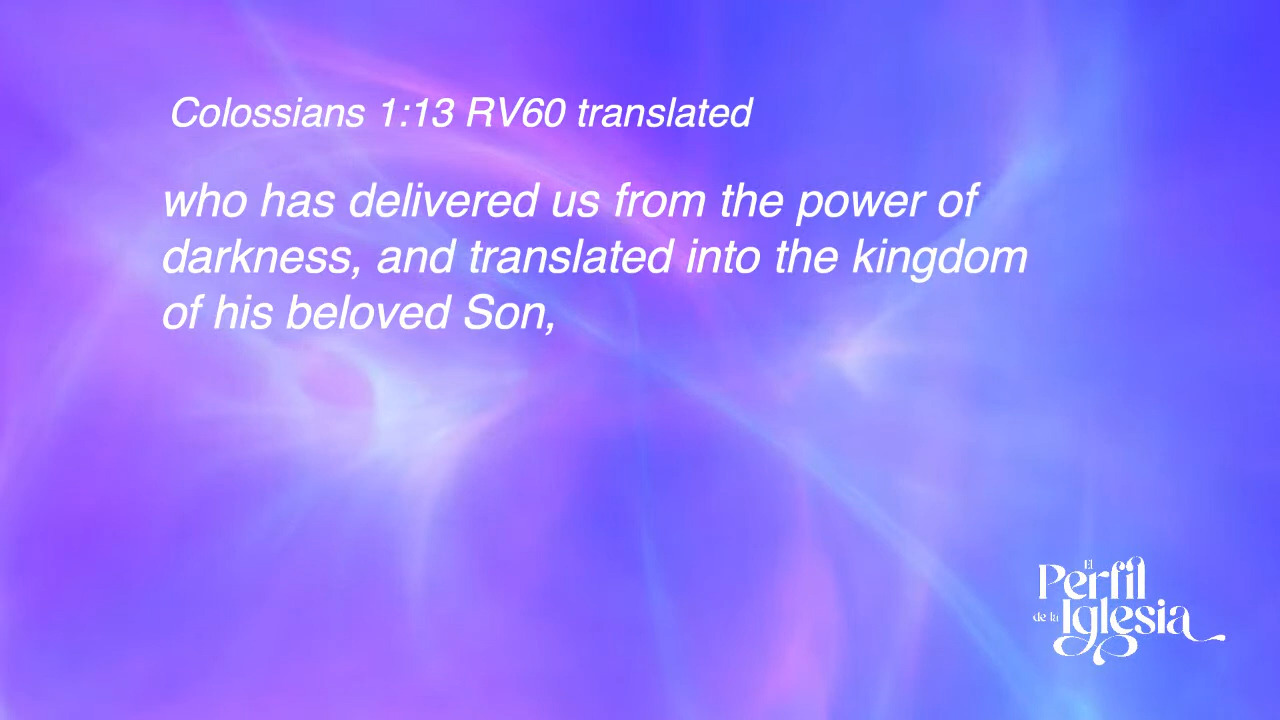 Colossians 1:13 RV60 translated
who has delivered us from the power of
darkness, and translated into the kingdom
of his beloved Son,
El
Perfil
de la Iglesia